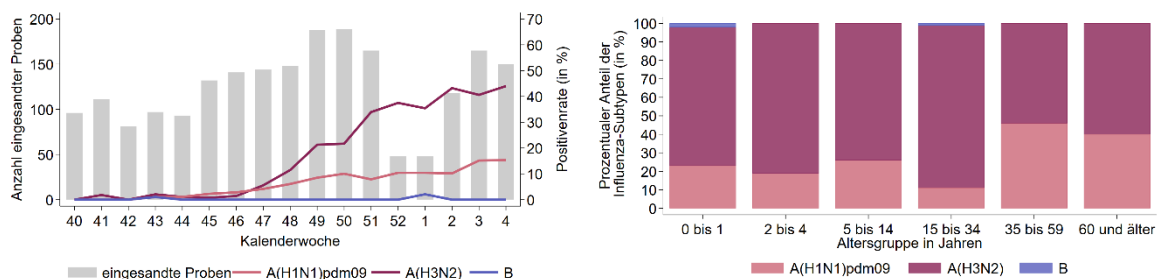 Anzahl eingesandter Proben
200
150
100
50
0
70
60
50
40
30
20
10
0
Positivenrate (in %)
40 41 42 43 44 45 46 47 48 49 50 51 52 1 2 3 4
Kalenderwoche
eingesandte Proben A(H1N1)pdm09 A(H3N2) B
Prozentualer Anteil der
Influenza-Subtypen (in %)
100
90
80
70
60
50
40
30
20
10
0
0 bis 1 2 bis 4 5 bis 14 15 bis 34 35 bis 59 60 und älter
Altersgruppe in Jahren
A(H1N1)pdm09 A(H3N2) B